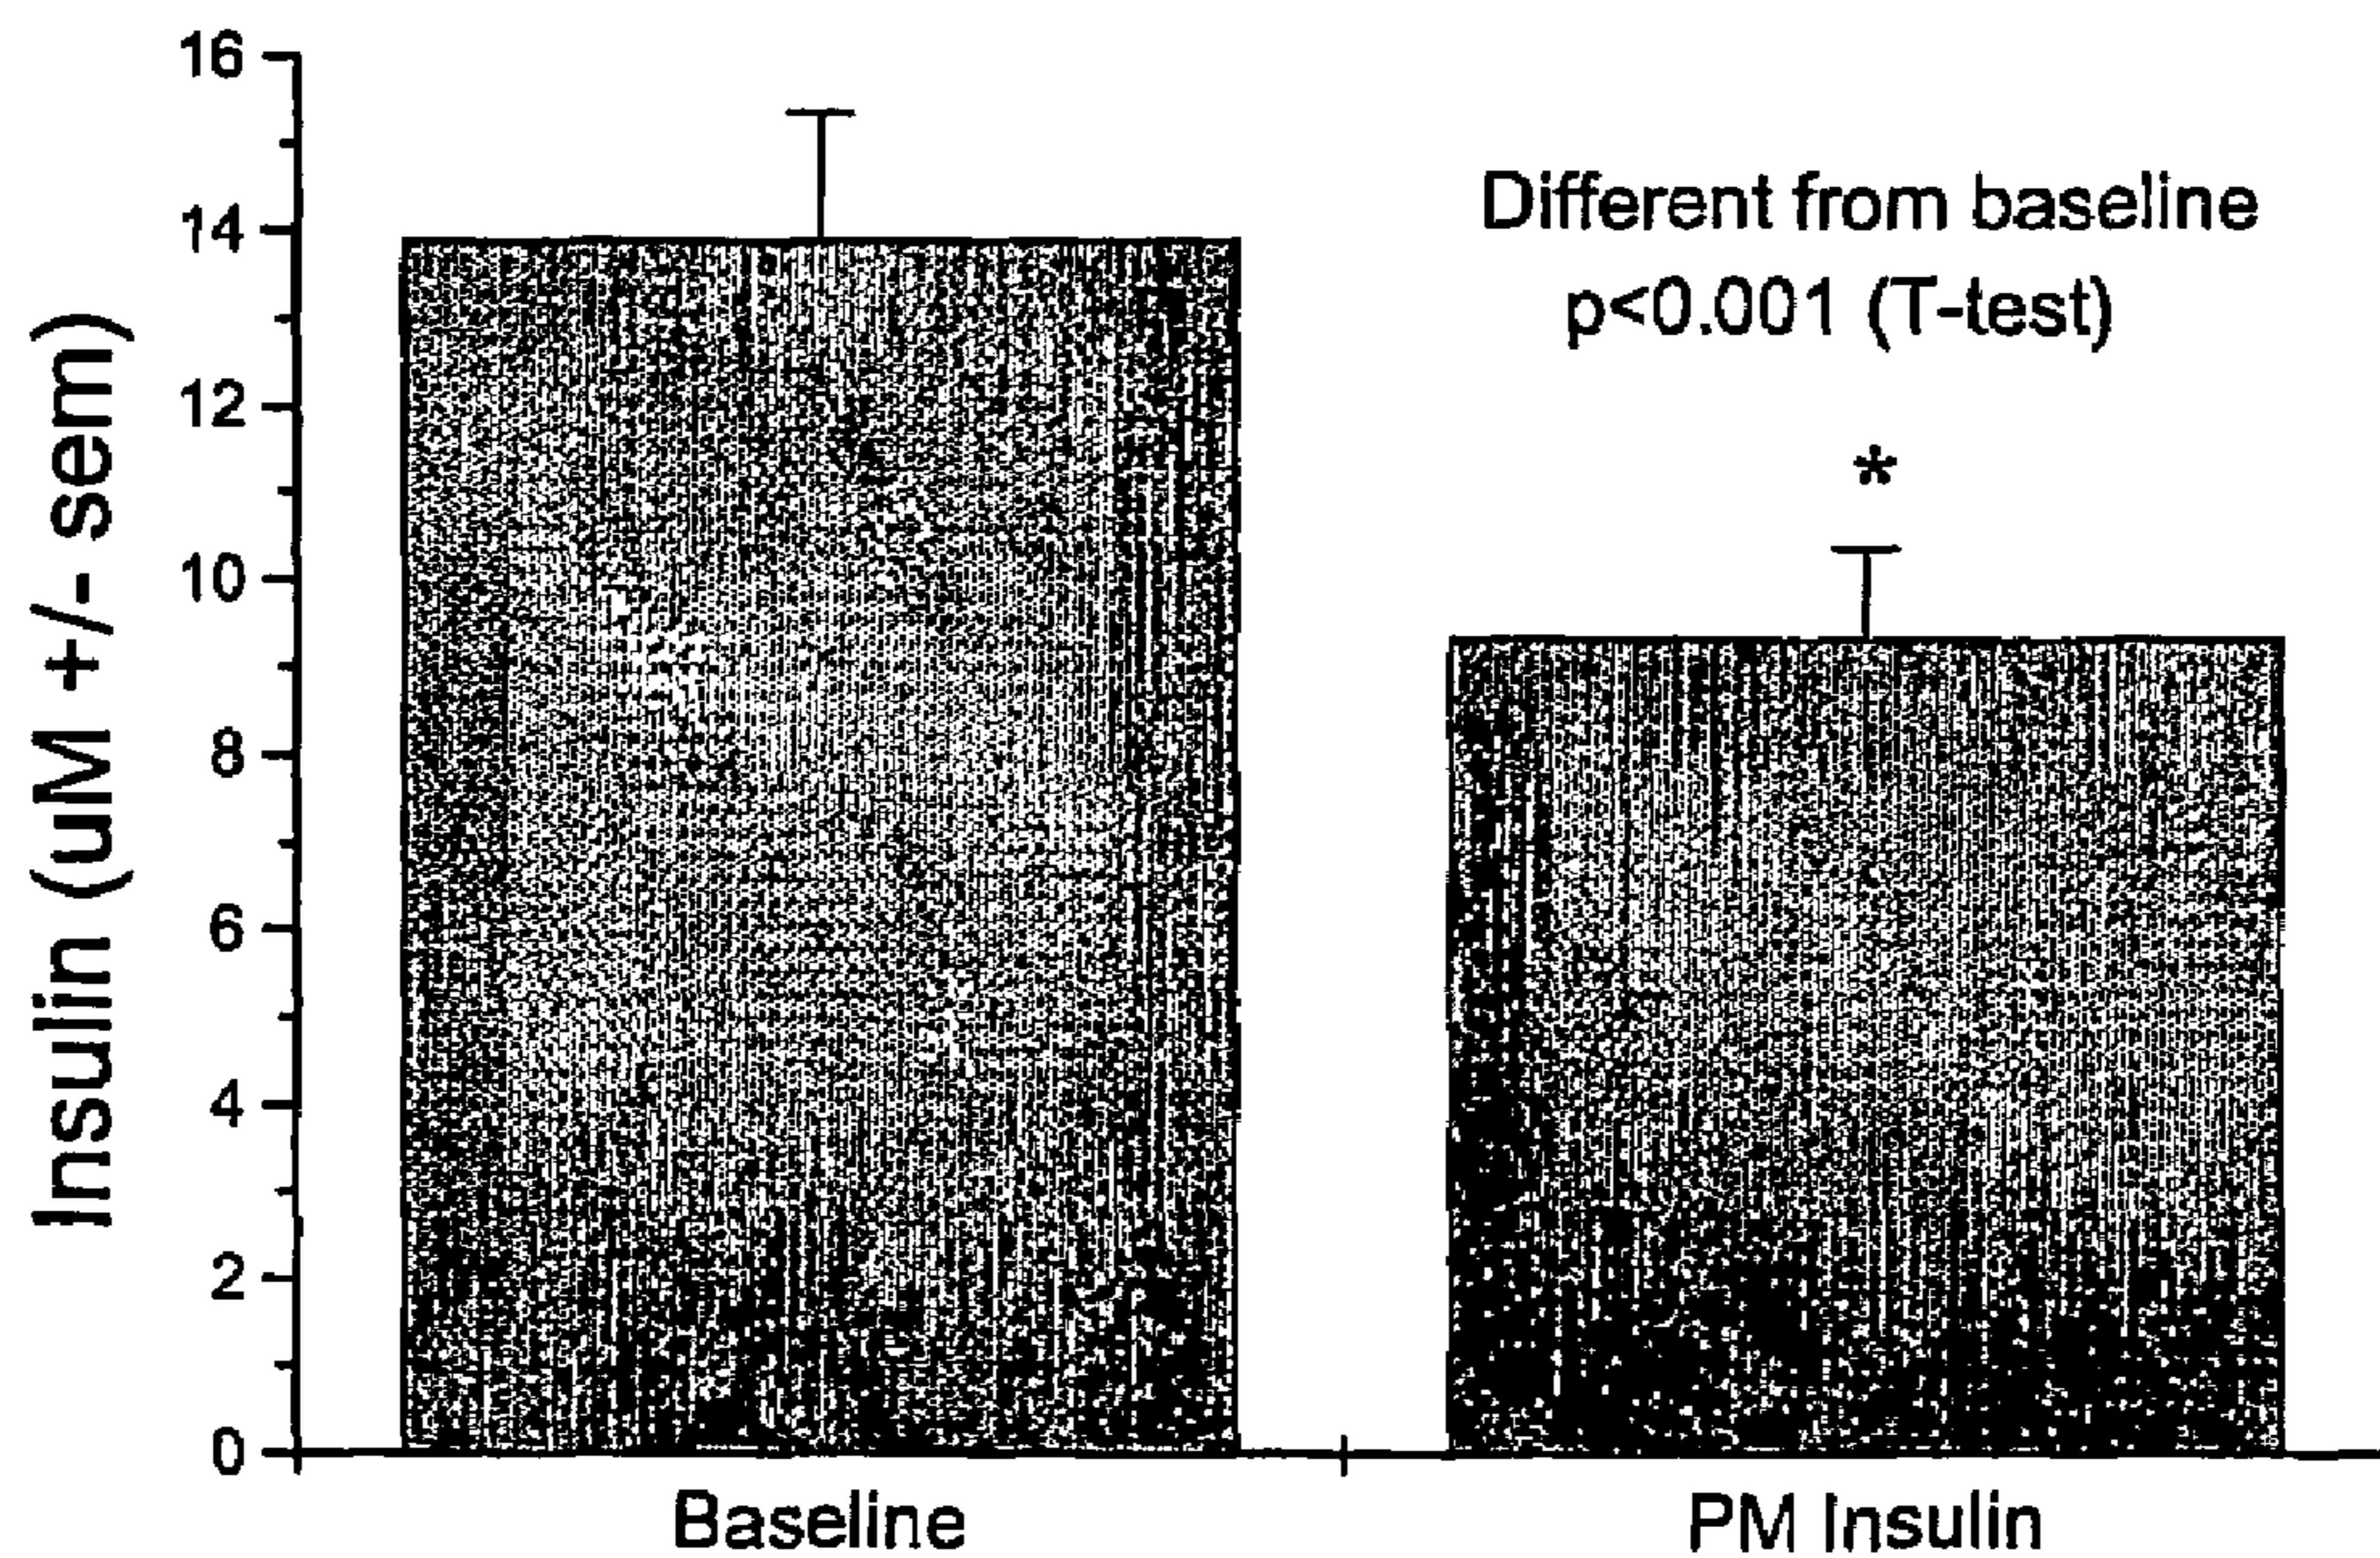 Insulin (uM +/- sem)
16
14
12
10
8
6
4
2
0
Different from baseline
p<0.001 (T-test)
*
Baseline
PM Insulin